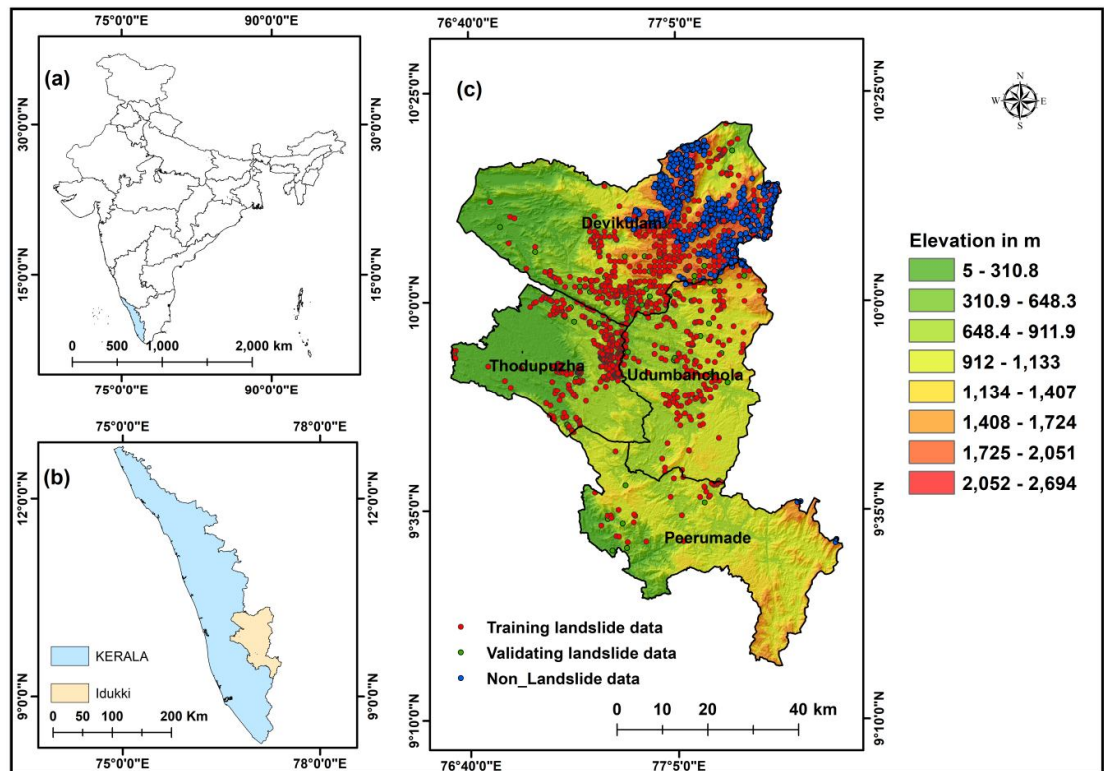 75°0'0"E 90°0'0"E
(a)
30°0'0"N 30°0'0"N
15°0'0"N 15°0'0"N
0 500 1,000 2,000 km
75°0'0"E 90°0'0"E
75°0'0"E 78°0'0"E
(b)
12°0'0"N 12°0'0"N
KERALA
Idukki
9°0'0"N 9°0'0"N
0 50 100 200 Km
75°0'0"E 78°0'0"E
76°40'0"E 77°5'0"E
(c)
10°25'0"N 10°25'0"N
Devikulam
10°0'0"N 10°0'0"N
Thodupuzha
Udumbanchola
9°35'0"N 9°35'0"N
Peerumade
Training landslide data
Validating landslide data
Non_Landslide data
0 10 20 40 km
9°10'0"N 9°10'0"N
76°40'0"E 77°5'0"E
N
W E
S
Elevation in m
5 - 310.8
310.9 - 648.3
648.4 - 911.9
912 - 1,133
1,134 - 1,407
1,408 - 1,724
1,725 - 2,051
2,052 - 2,694